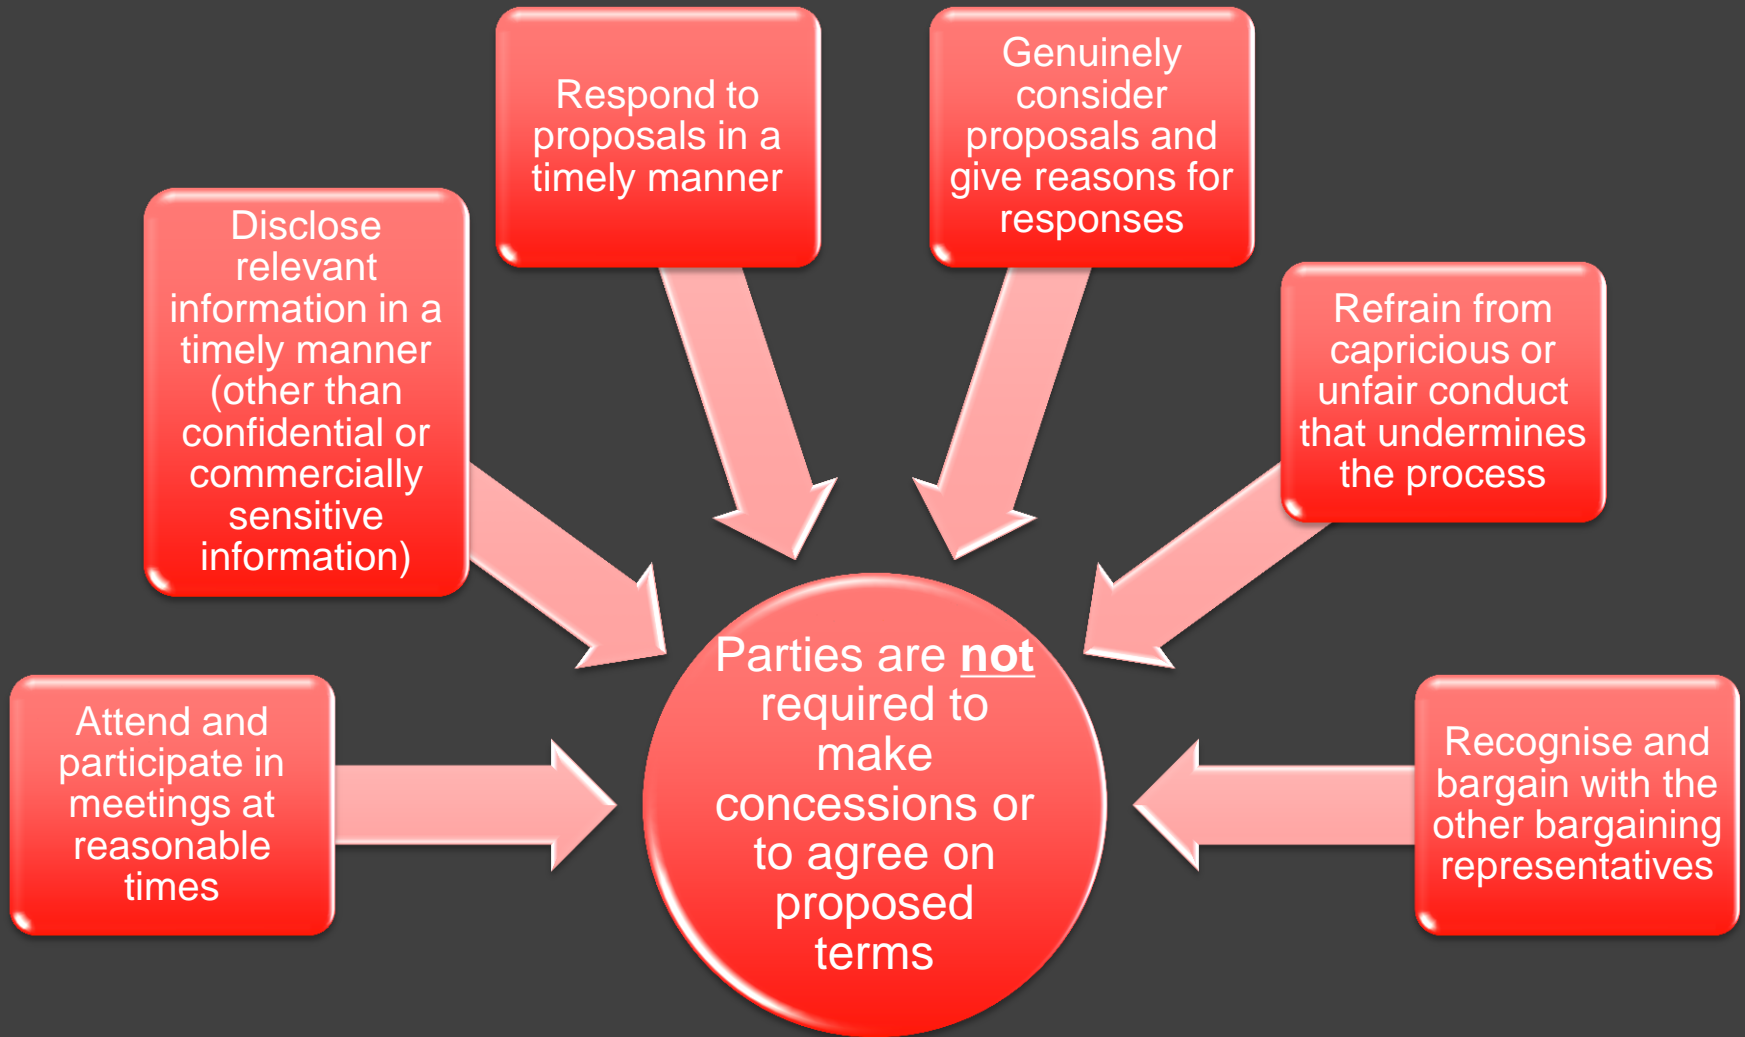 Attend and
participate in
meetings at
reasonable
times
Disclose
relevant
information in a
timely manner
(other than
confidential or
commercially
sensitive
information)
Respond to
proposals in a
timely manner
Genuinely
consider
proposals and
give reasons for
responses
Refrain from
capricious or
unfair conduct
that undermines
the process
Recognise and
bargain with the
other bargaining
representatives
Parties are not
required to
make
concessions or
to agree on
proposed
terms